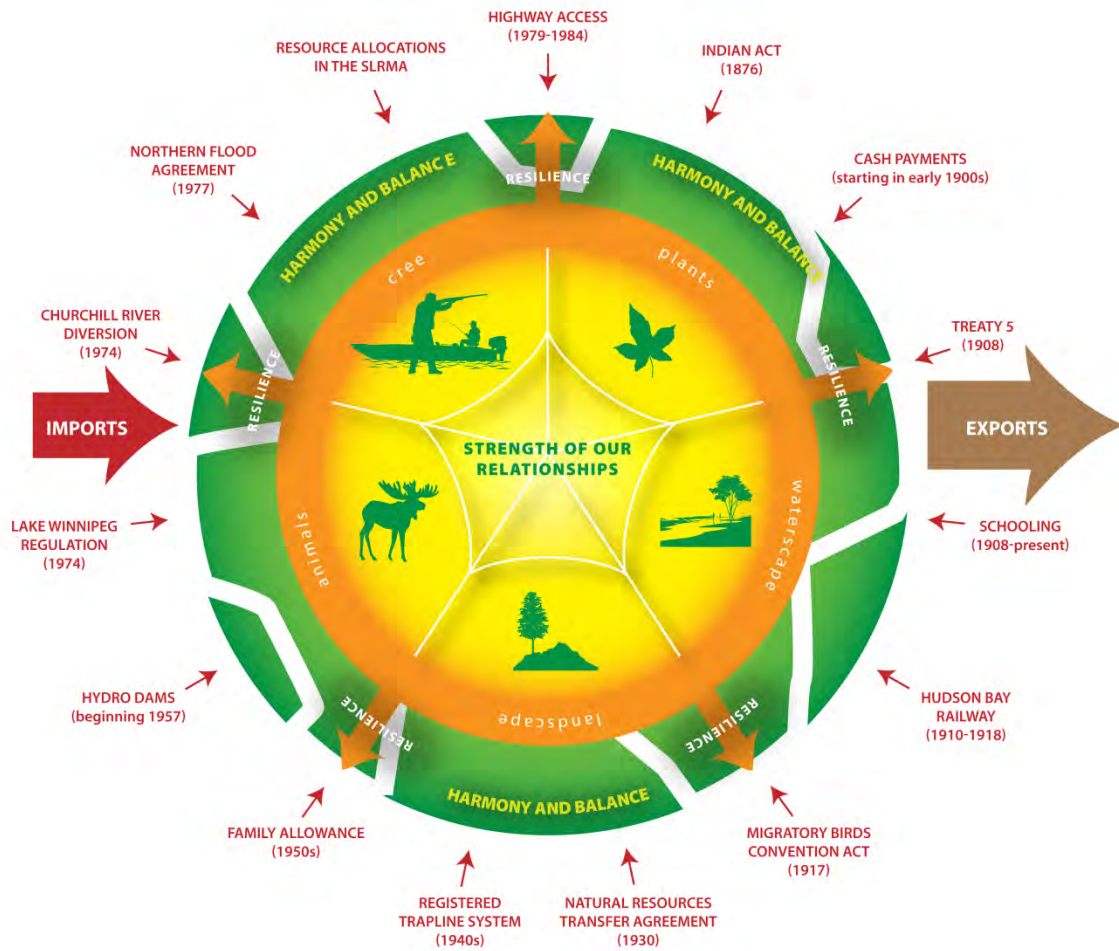 HIGHWAY ACCESS
(1979-1984)
RESOURCE ALLOCATIONS
IN THE SLRMA
INDIAN ACT
(1876)
NORTHERN FLOOD
AGREEMENT
(1977)
CASH PAYMENTS
(starting in early 1900s)
HARMONY AND BALANC E
RESILIENCE
HARMONY AND BALANCE
cree
plants
CHURCHILL RIVER
DIVERSION
(1974)
TREATY 5
(1908)
RESILIENCE
RESILIENCE
IMPORTS
EXPORTS
STRENGTH OF OUR
RELATIONSHIPS
LAKE WINNIPEG
REGULATION
(1974)
animals
waterscape
SCHOOLING
(1908-present)
HYDRO DAMS
(beginning 1957)
HUDSON BAY
RAILWAY
(1910-1918)
RESILIENCE
landscape
RESILIENCE
HARMONY AND BALANCE
FAMILY ALLOWANCE
(1950s)
MIGRATORY BIRDS
CONVENTION ACT
(1917)
REGISTERED
TRAPLINE SYSTEM
(1940s)
NATURAL RESOURCES
TRANSFER AGREEMENT
(1930)